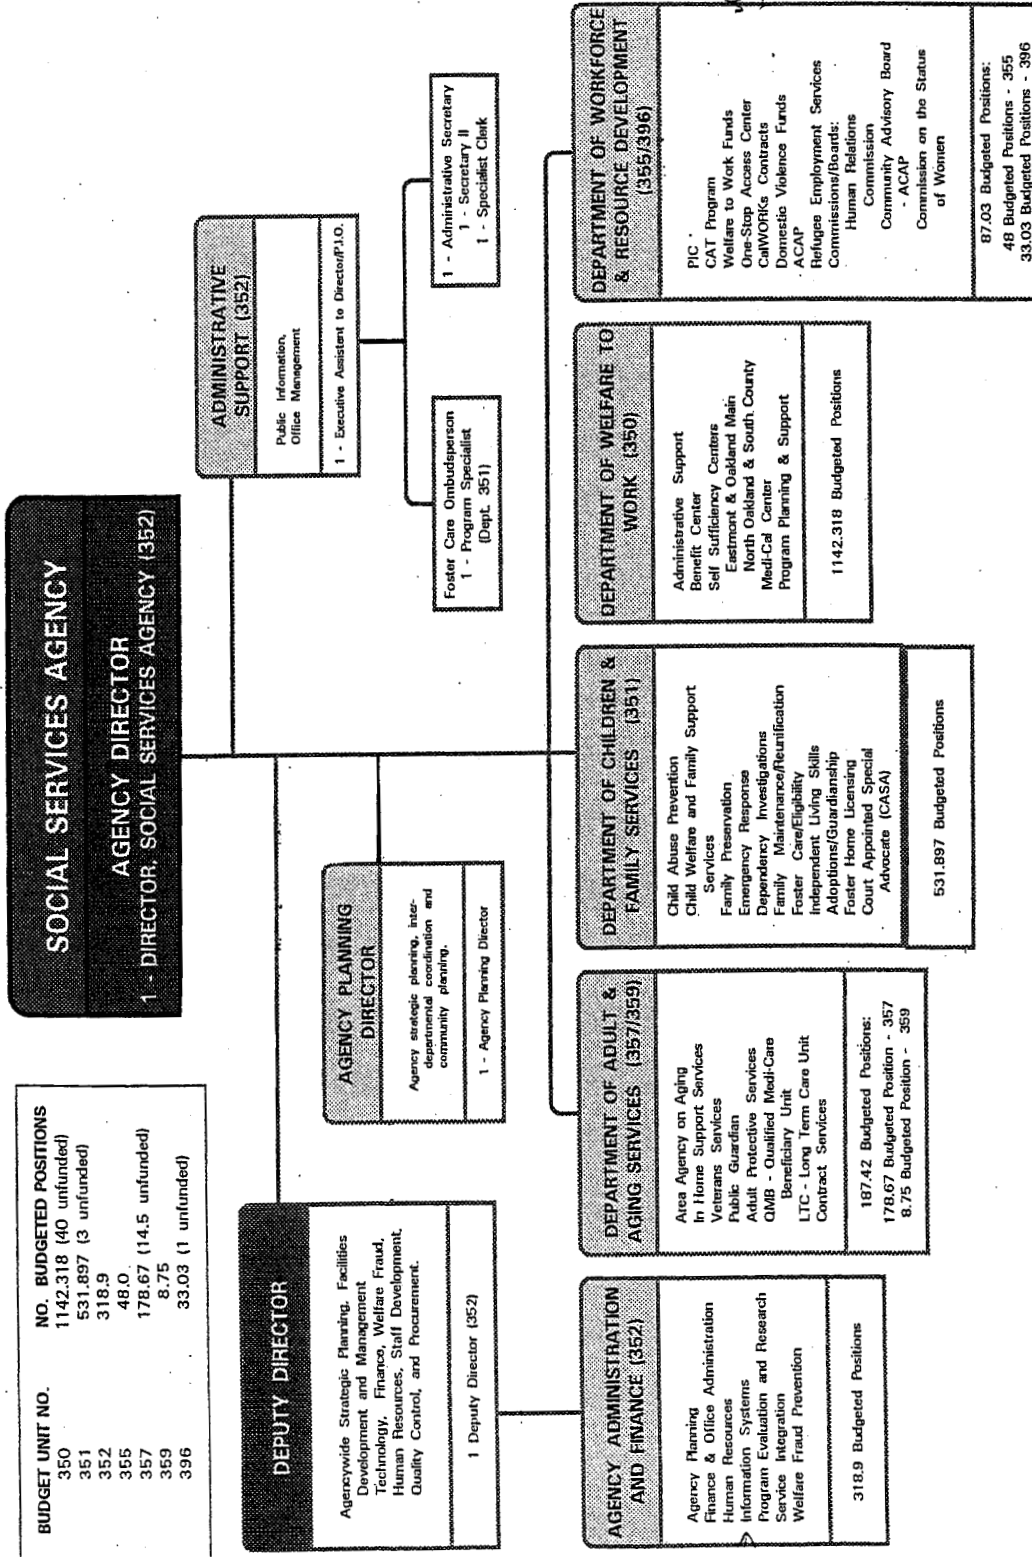 SOCIAL SERVICES AGENCY
AGENCY DIRECTOR
1 - DIRECTOR, SOCIAL SERVICES AGENCY (352)
BUDGET UNIT NO. NO. BUDGETED POSITIONS
350 1142.318 (40 unfunded)
351 531.897 (3 unfunded)
352 318.9
355 48.0
357 178.67 (14.5 unfunded)
359 8.75
396 33.03 (1 unfunded)
ADMINISTRATIVE
SUPPORT (352)
Public Information,
Office Management
1 - Executive Assistant to Director/P.I.O.
Foster Care Ombudsperson
1 - Program Specialist
(Dept. 351)
1 - Administrative Secretary
1 - Secretary II
1 - Specialist Clerk
DEPUTY DIRECTOR
Agencywide Strategic Planning, Facilities
Development and Management
Technology, Finance, Welfare Fraud,
Human Resources, Staff Development,
Quality Control, and Procurement.
1 Deputy Director (352)
AGENCY PLANNING
DIRECTOR
Agency strategic planning, inter-
departmental coordination and
community planning.
1 - Agency Planning Director
AGENCY ADMINISTRATION
AND FINANCE (352)
Agency Planning
Finance & Office Administration
Human Resources
Information Systems
Program Evaluation and Research
Service Integration
Welfare Fraud Prevention
318.9 Budgeted Positions
DEPARTMENT OF ADULT &
AGING SERVICES (357/359)
Area Agency on Aging
In Home Support Services
Veterans Services
Public Guardian
Adult Protective Services
QMB - Qualified Medi-Care
Beneficiary Unit
LTC - Long Term Care Unit
Contract Services
187.42 Budgeted Positions:
178.67 Budgeted Position - 357
8.75 Budgeted Position - 359
DEPARTMENT OF CHILDREN &
FAMILY SERVICES (351)
Child Abuse Prevention
Child Welfare and Family Support
Services
Family Preservation
Emergency Response
Dependency Investigations
Family Maintenance/Reunification
Foster Care/Eligibility
Independent Living Skills
Adoptions/Guardianship
Foster Home Licensing
Court Appointed Special
Advocate (CASA)
531.897 Budgeted Positions
DEPARTMENT OF WELFARE TO
WORK (350)
Administrative Support
Benefit Center
Self Sufficiency Centers
Eastmont & Oakland Main
North Oakland & South County
Medi-Cal Center
Program Planning & Support
1142.318 Budgeted Positions
DEPARTMENT OF WORKFORCE
& RESOURCE DEVELOPMENT
(355/396)
PIC
CAT Program
Welfare to Work Funds
One-Stop Access Center
CalWORKs Contracts
Domestic Violence Funds
ACAP
Refugee Employment Services
Commissions/Boards:
Human Relations
Commission
Community Advisory Board
- ACAP
Commission on the Status
of Women
87.03 Budgeted Positions:
48 Budgeted Positions - 355
33.03 Budgeted Positions - 396